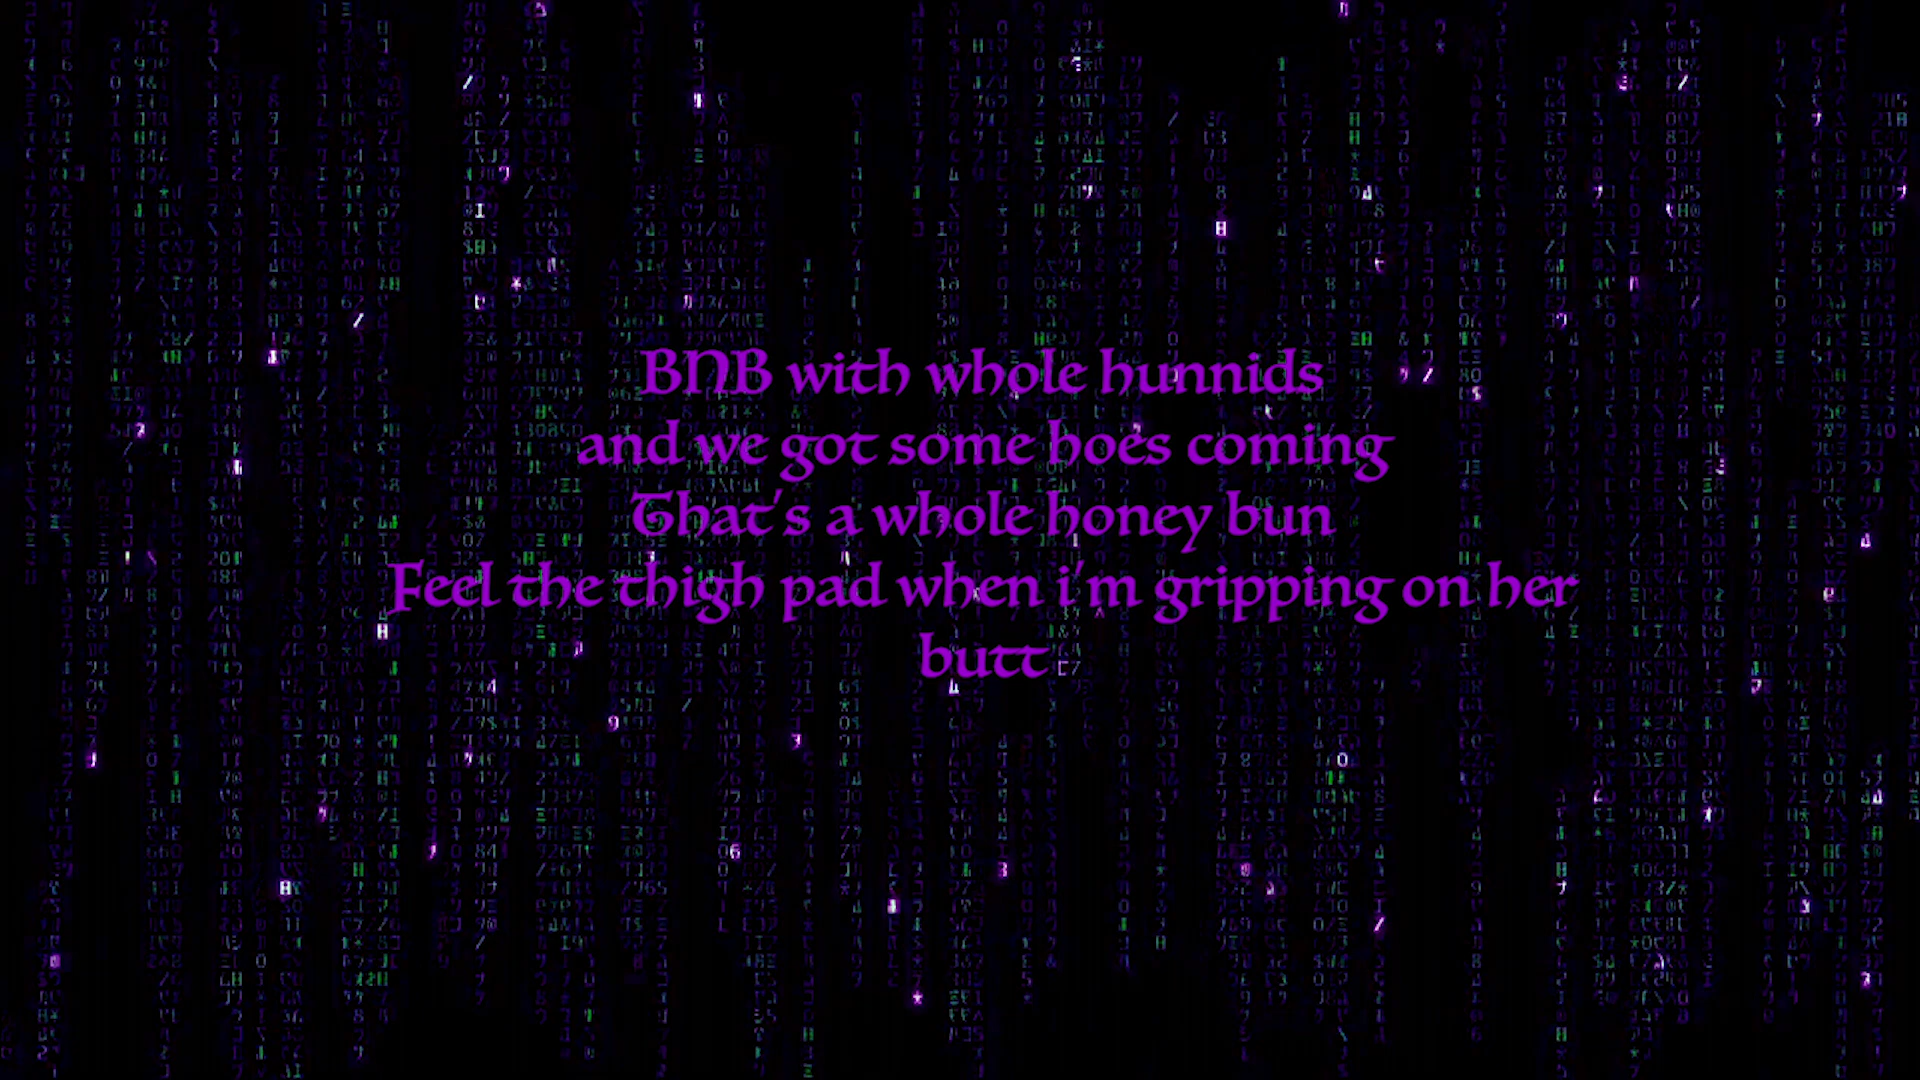 BNB with whole hunnids
and we got some hoes coming
That's a whole honey bun
Feel the thigh pad when i'm gripping on her
butt